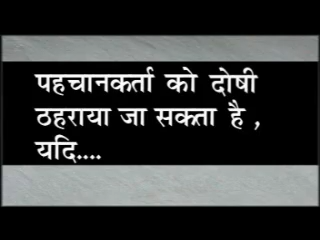 पहचानकर्ता को दोषी
ठहराया जा सकता है ,
यदि....